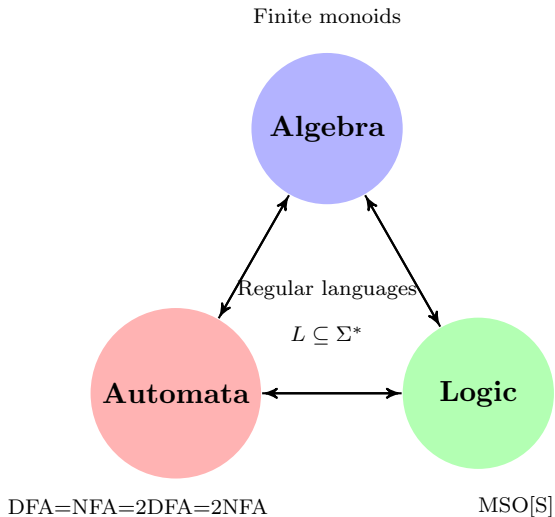 Finite monoids
Algebra
Regular languages
L ⊆ Σ*
Automata
Logic
DFA=NFA=2DFA=2NFA
MSO[S]